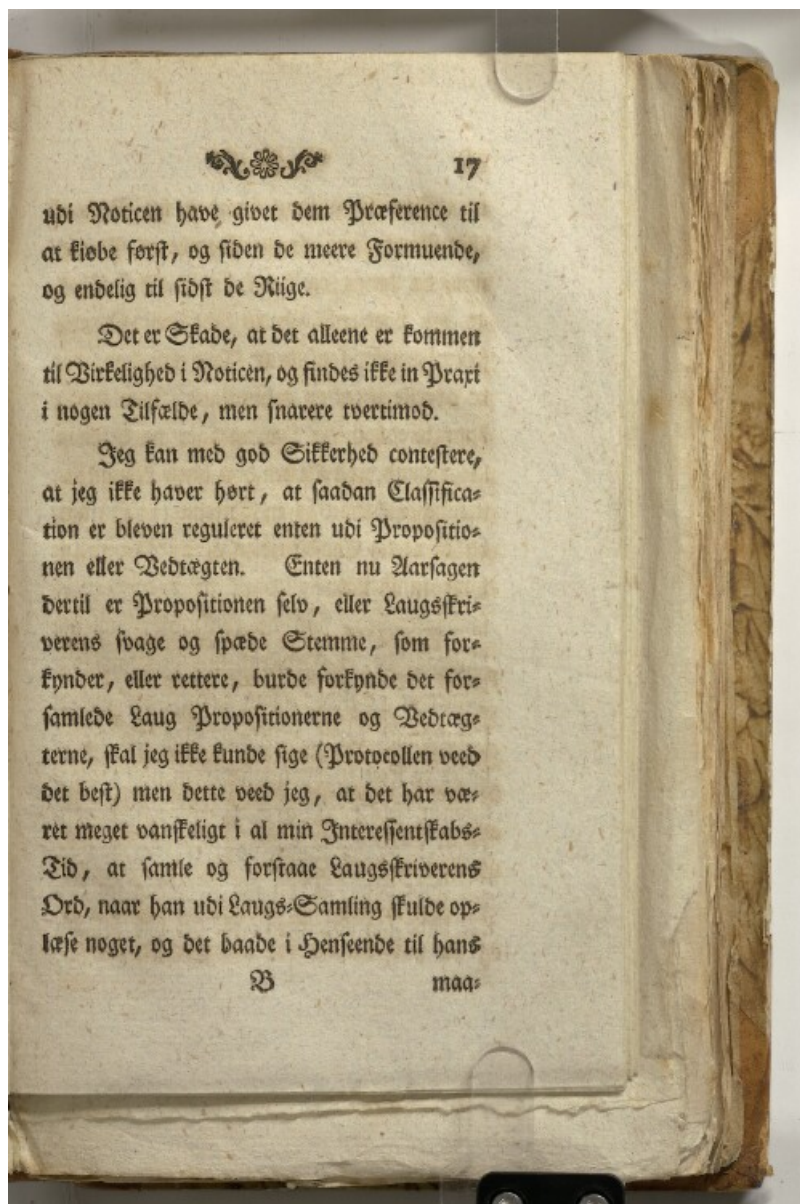 17
udi Noticen have givet dem Præference til
at kiøbe først, og siden de meere Formuende,
og endelig til sidst de Riige.
Det er Skade, at det alleene er kommen
til Virkelighed i Noticen, og findes ikke in Praxi
i nogen Tilfælde, men snarere tvertimod.
Jeg kan med god Sikkerhed contestere,
at jeg ikke haver hørt, at saadan Classifica-
tion er bleven reguleret enten udi Propositio-
nen eller Vedtægten. Enten nu Aarsagen
dertil er Propositionen selv, eller Laugsskri-
verens svage og spæde Stemme, som for-
kynder, eller rettere, burde forkynde det for-
samlede Laug Propositionerne og Vedtæg-
terne, skal jeg ikke kunde sige (Protocollen veed
det best) men dette veed jeg, at det har væ-
ret meget vanskeligt i al min Interessentskabs-
Tid, at samle og forstaae Laugsskriverens
Ord, naar han udi Laugs-Samling skulde op-
læse noget, og det baade i Henseende til hans
B maa-